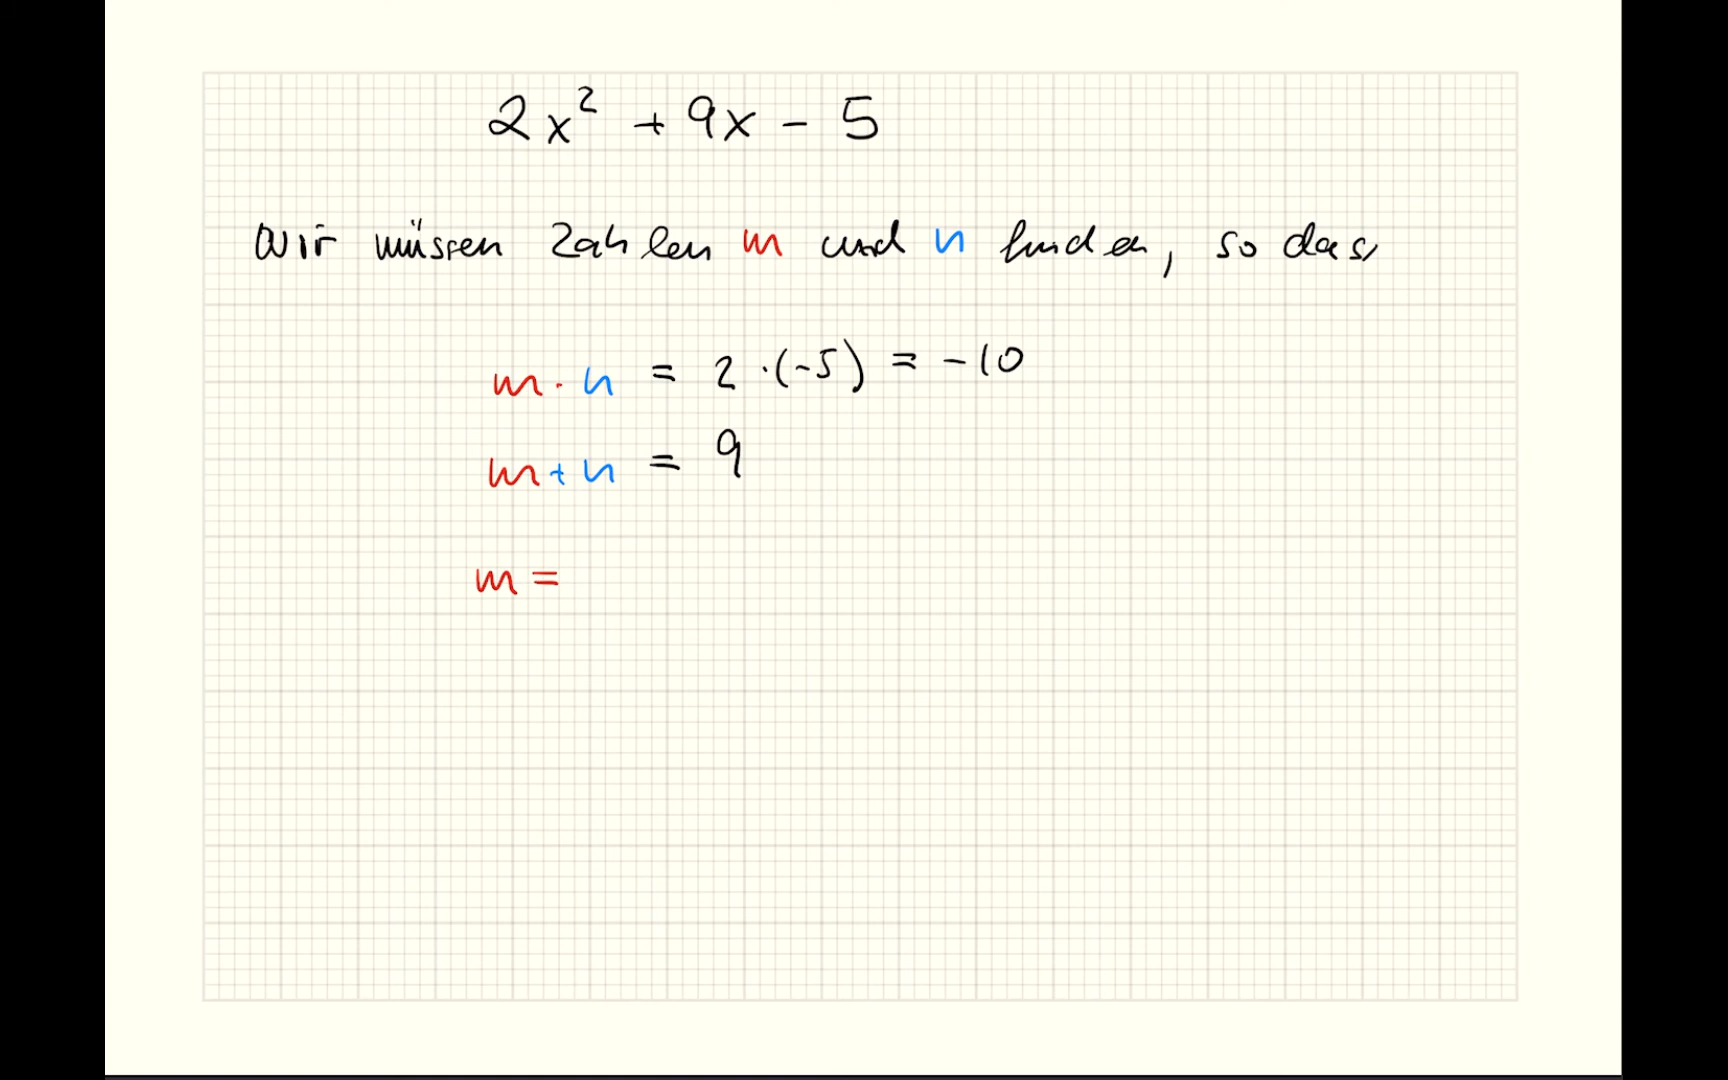 2x² + 9x - 5
Wir müssen Zahlen m und n finden, so dass
m · n = 2 · (-5) = -10
m + n = 9
m =